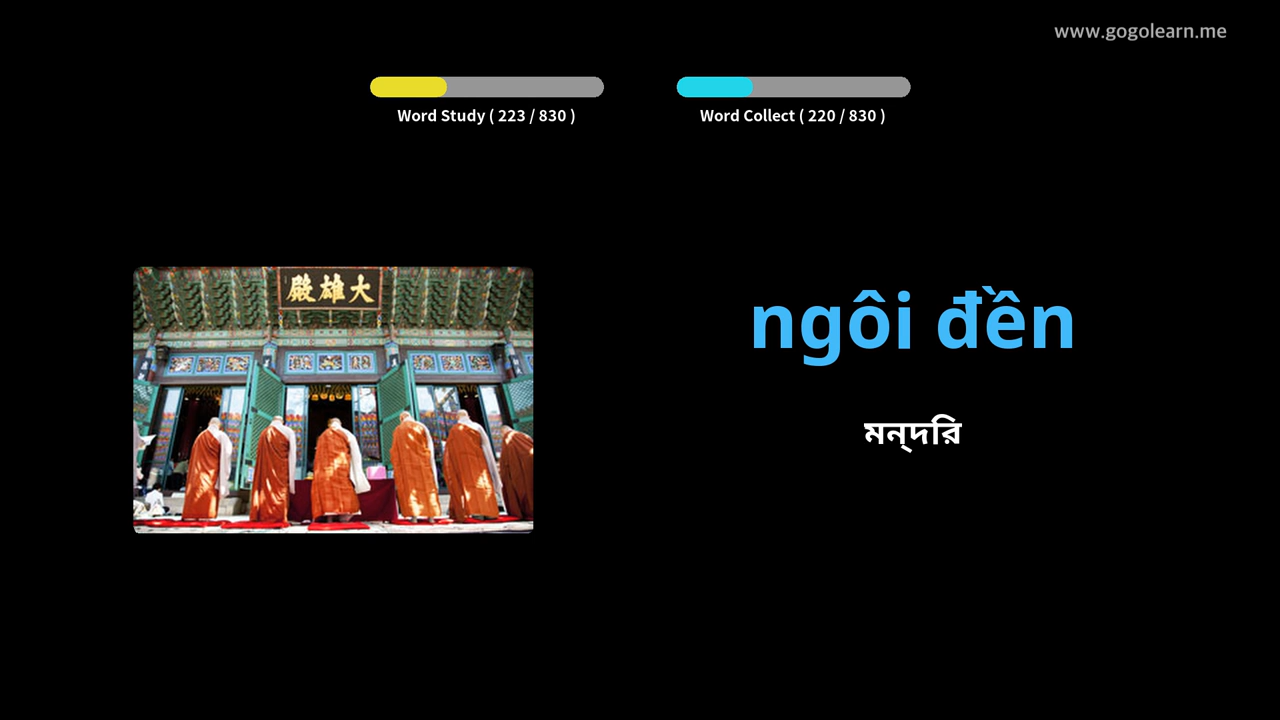 www.gogolearn.me
Word Study ( 223 / 830 )
Word Collect ( 220 / 830 )
殿雄大
ngôi đền
মন্দির